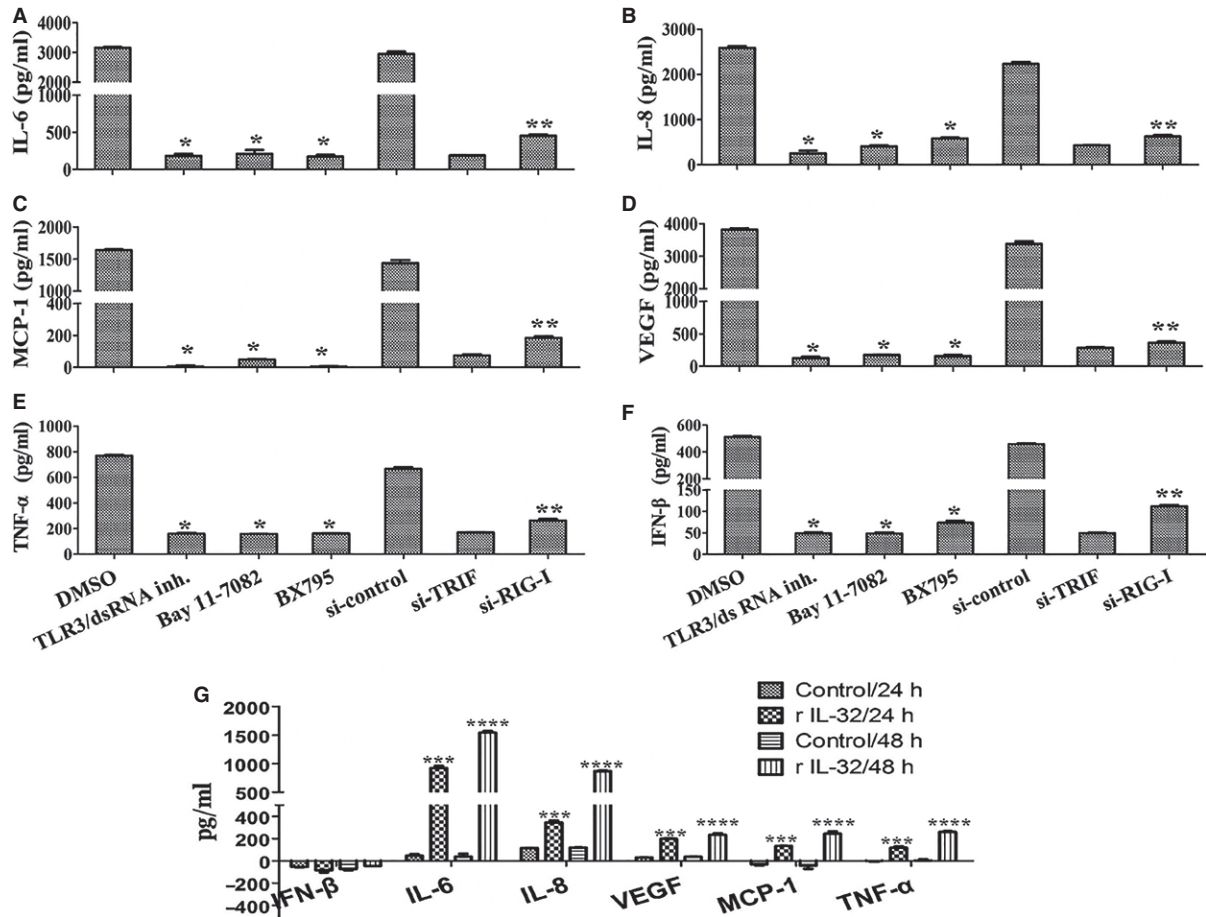 A
IL-6 (pg/ml)
4000
3000
2000
1000
500
0
* * * **
B
IL-8 (pg/ml)
3000
2000
1000
0
* * * **
C
MCP-1 (pg/ml)
2000
1500
1000
400
200
0
* * * **
D
VEGF (pg/ml)
4000
3000
2000
1000
500
0
* * * **
E
TNF-α (pg/ml)
1000
800
600
400
200
0
* * * **
DMSO
TLR3/dsRNA inh.
Bay 11-7082
BX795
si-control
si-TRIF
si-RIG-I
F
IFN-β (pg/ml)
600
400
200
150
100
50
0
* * * **
DMSO
TLR3/ds RNA inh.
Bay 11-7082
BX795
si-control
si-TRIF
si-RIG-I
G
pg/ml
2000
1500
1000
500
400
200
0
−200
−400
*** **** *** **** *** **** *** **** *** ****
IFN-β
IL-6
IL-8
VEGF
MCP-1
TNF-α
Control/24 h
r IL-32/24 h
Control/48 h
r IL-32/48 h